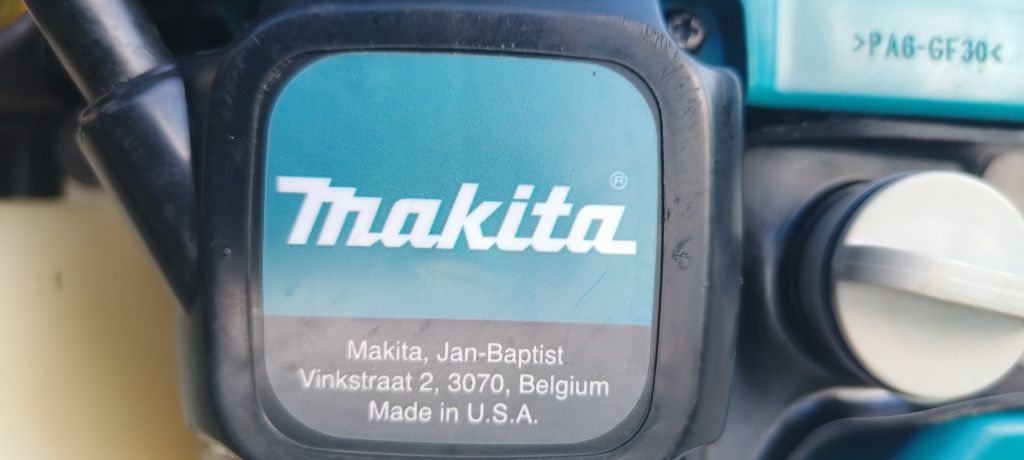 >PA6-GF30<
makita®
Makita, Jan-Baptist
Vinkstraat 2, 3070, Belgium
Made in U.S.A.